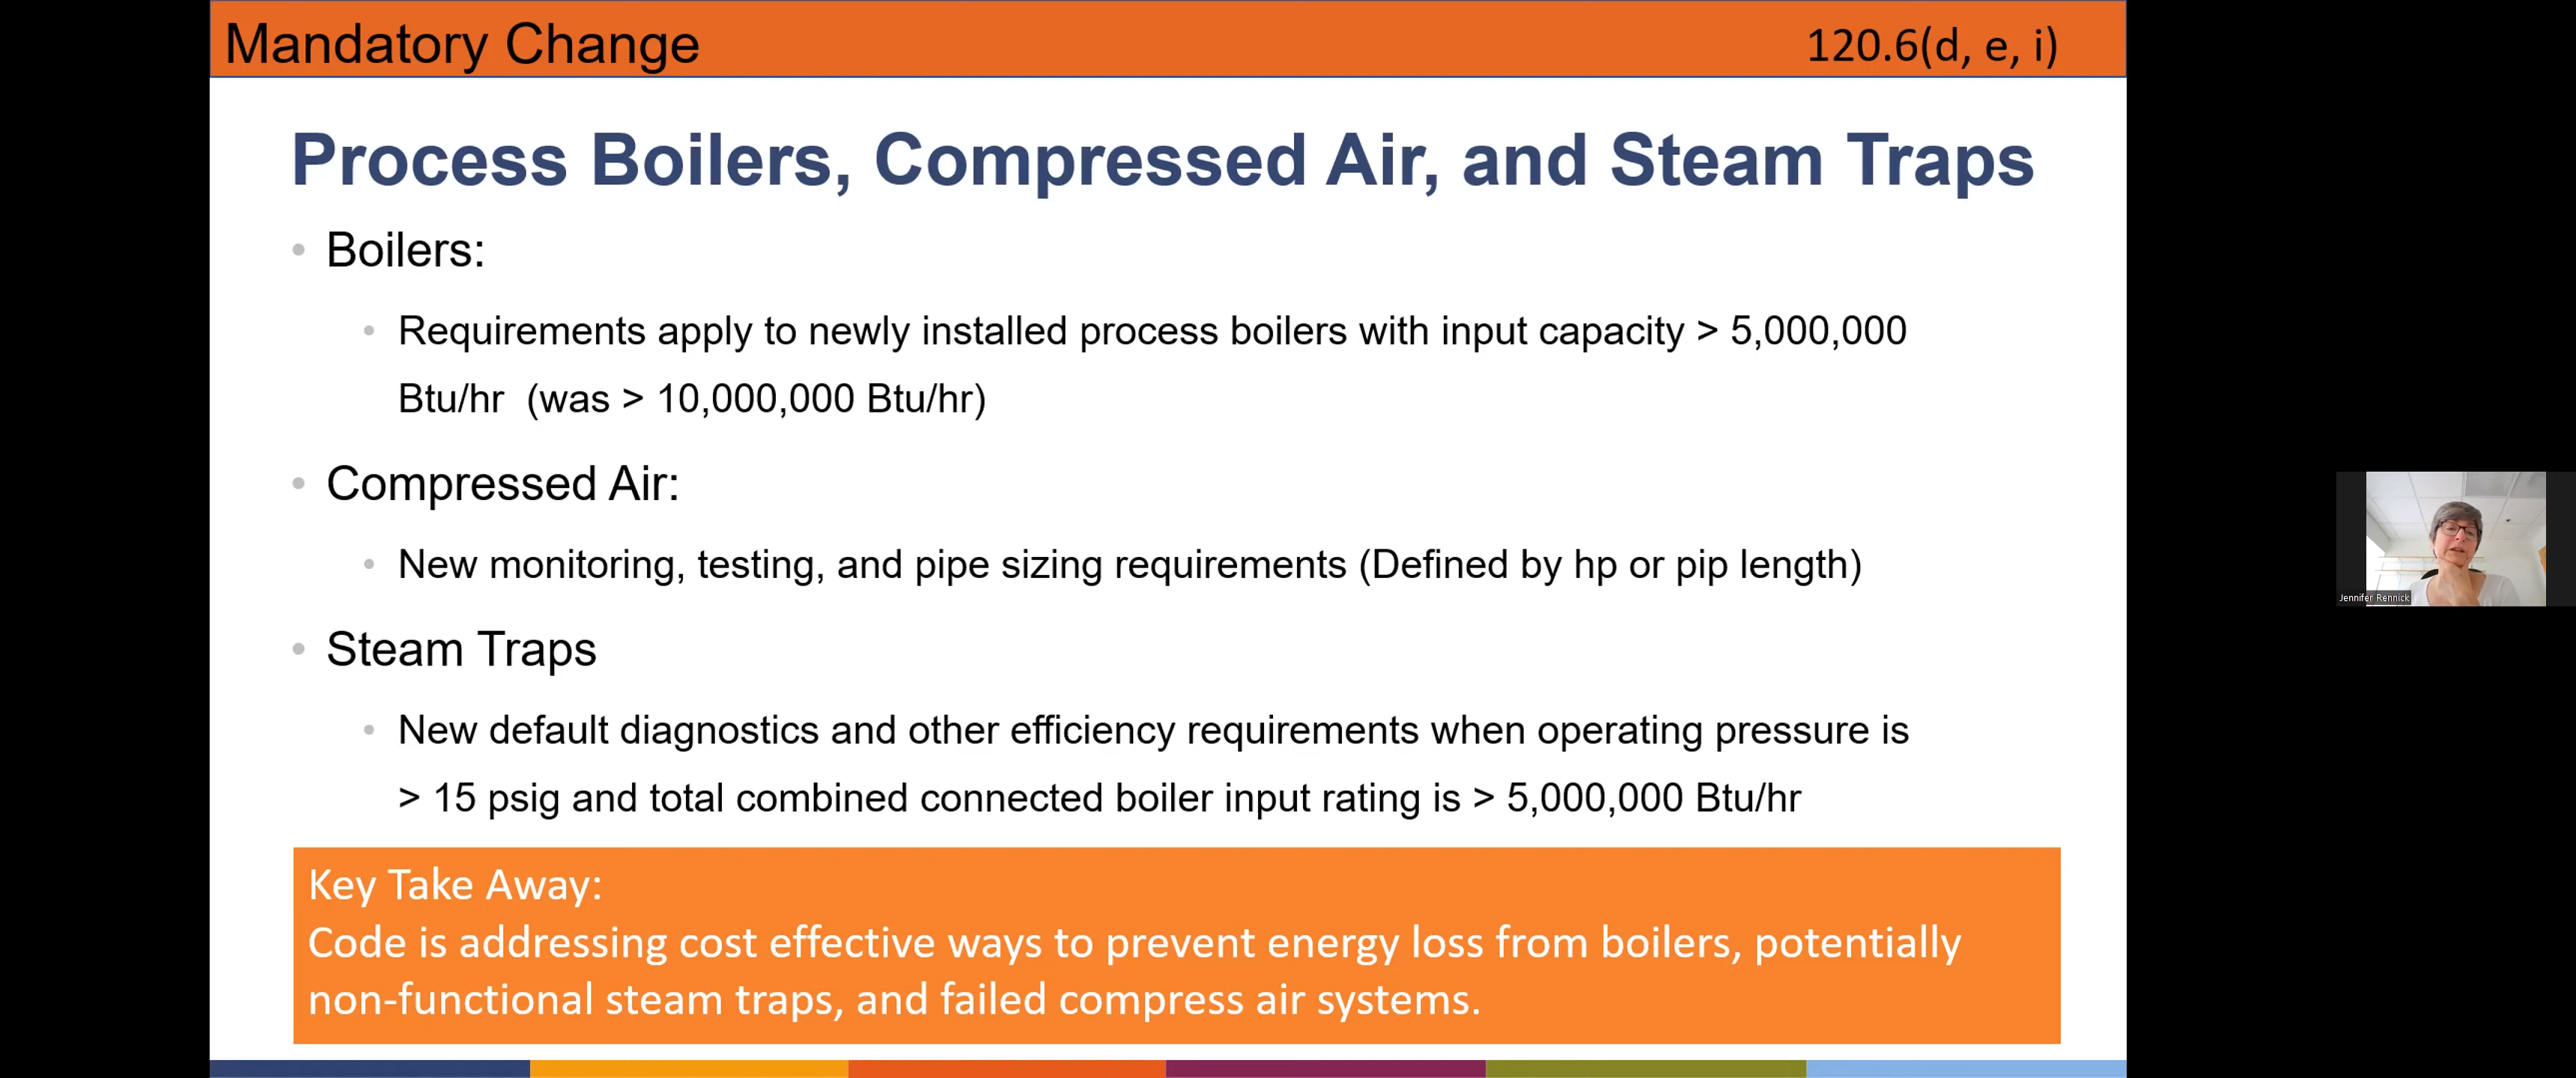 Mandatory Change 120.6(d, e, i)
Process Boilers, Compressed Air, and Steam Traps
• Boilers:
• Requirements apply to newly installed process boilers with input capacity > 5,000,000
Btu/hr (was > 10,000,000 Btu/hr)
• Compressed Air:
• New monitoring, testing, and pipe sizing requirements (Defined by hp or pip length)
• Steam Traps
• New default diagnostics and other efficiency requirements when operating pressure is
> 15 psig and total combined connected boiler input rating is > 5,000,000 Btu/hr
Key Take Away:
Code is addressing cost effective ways to prevent energy loss from boilers, potentially
non-functional steam traps, and failed compress air systems.
Jennifer Rennick